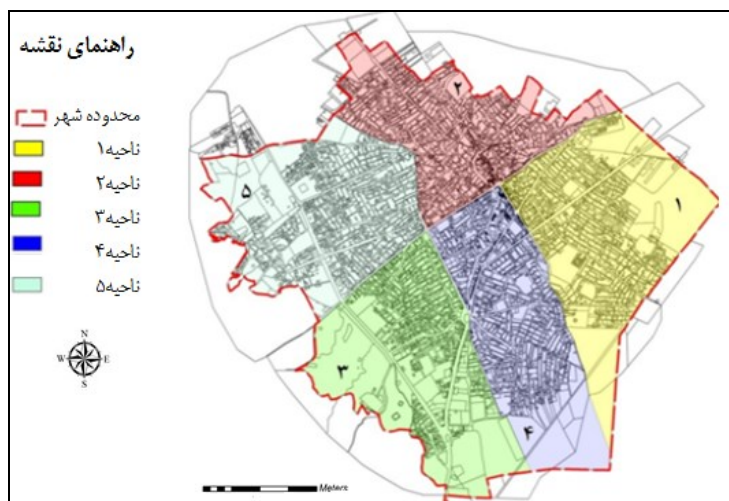 راهنمای نقشه
محدوده شهر
ناحیه۱
ناحیه۲
ناحیه۳
ناحیه۴
ناحیه۵
N
W E
S
۲
۱
۵
۳
۴
Meters